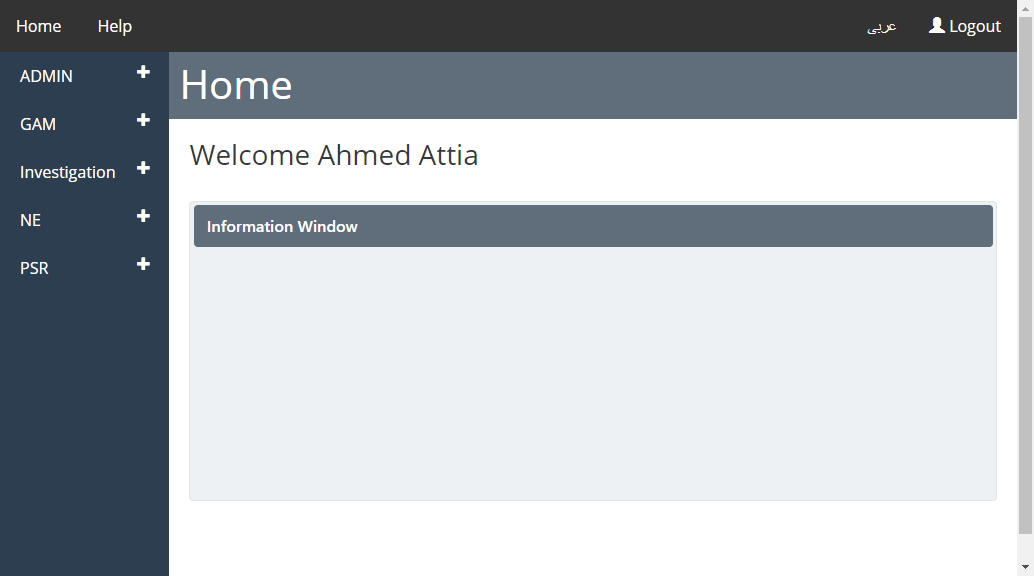 Home Help عربى Logout
ADMIN
GAM
Investigation
NE
PSR
Home
Welcome Ahmed Attia
Information Window